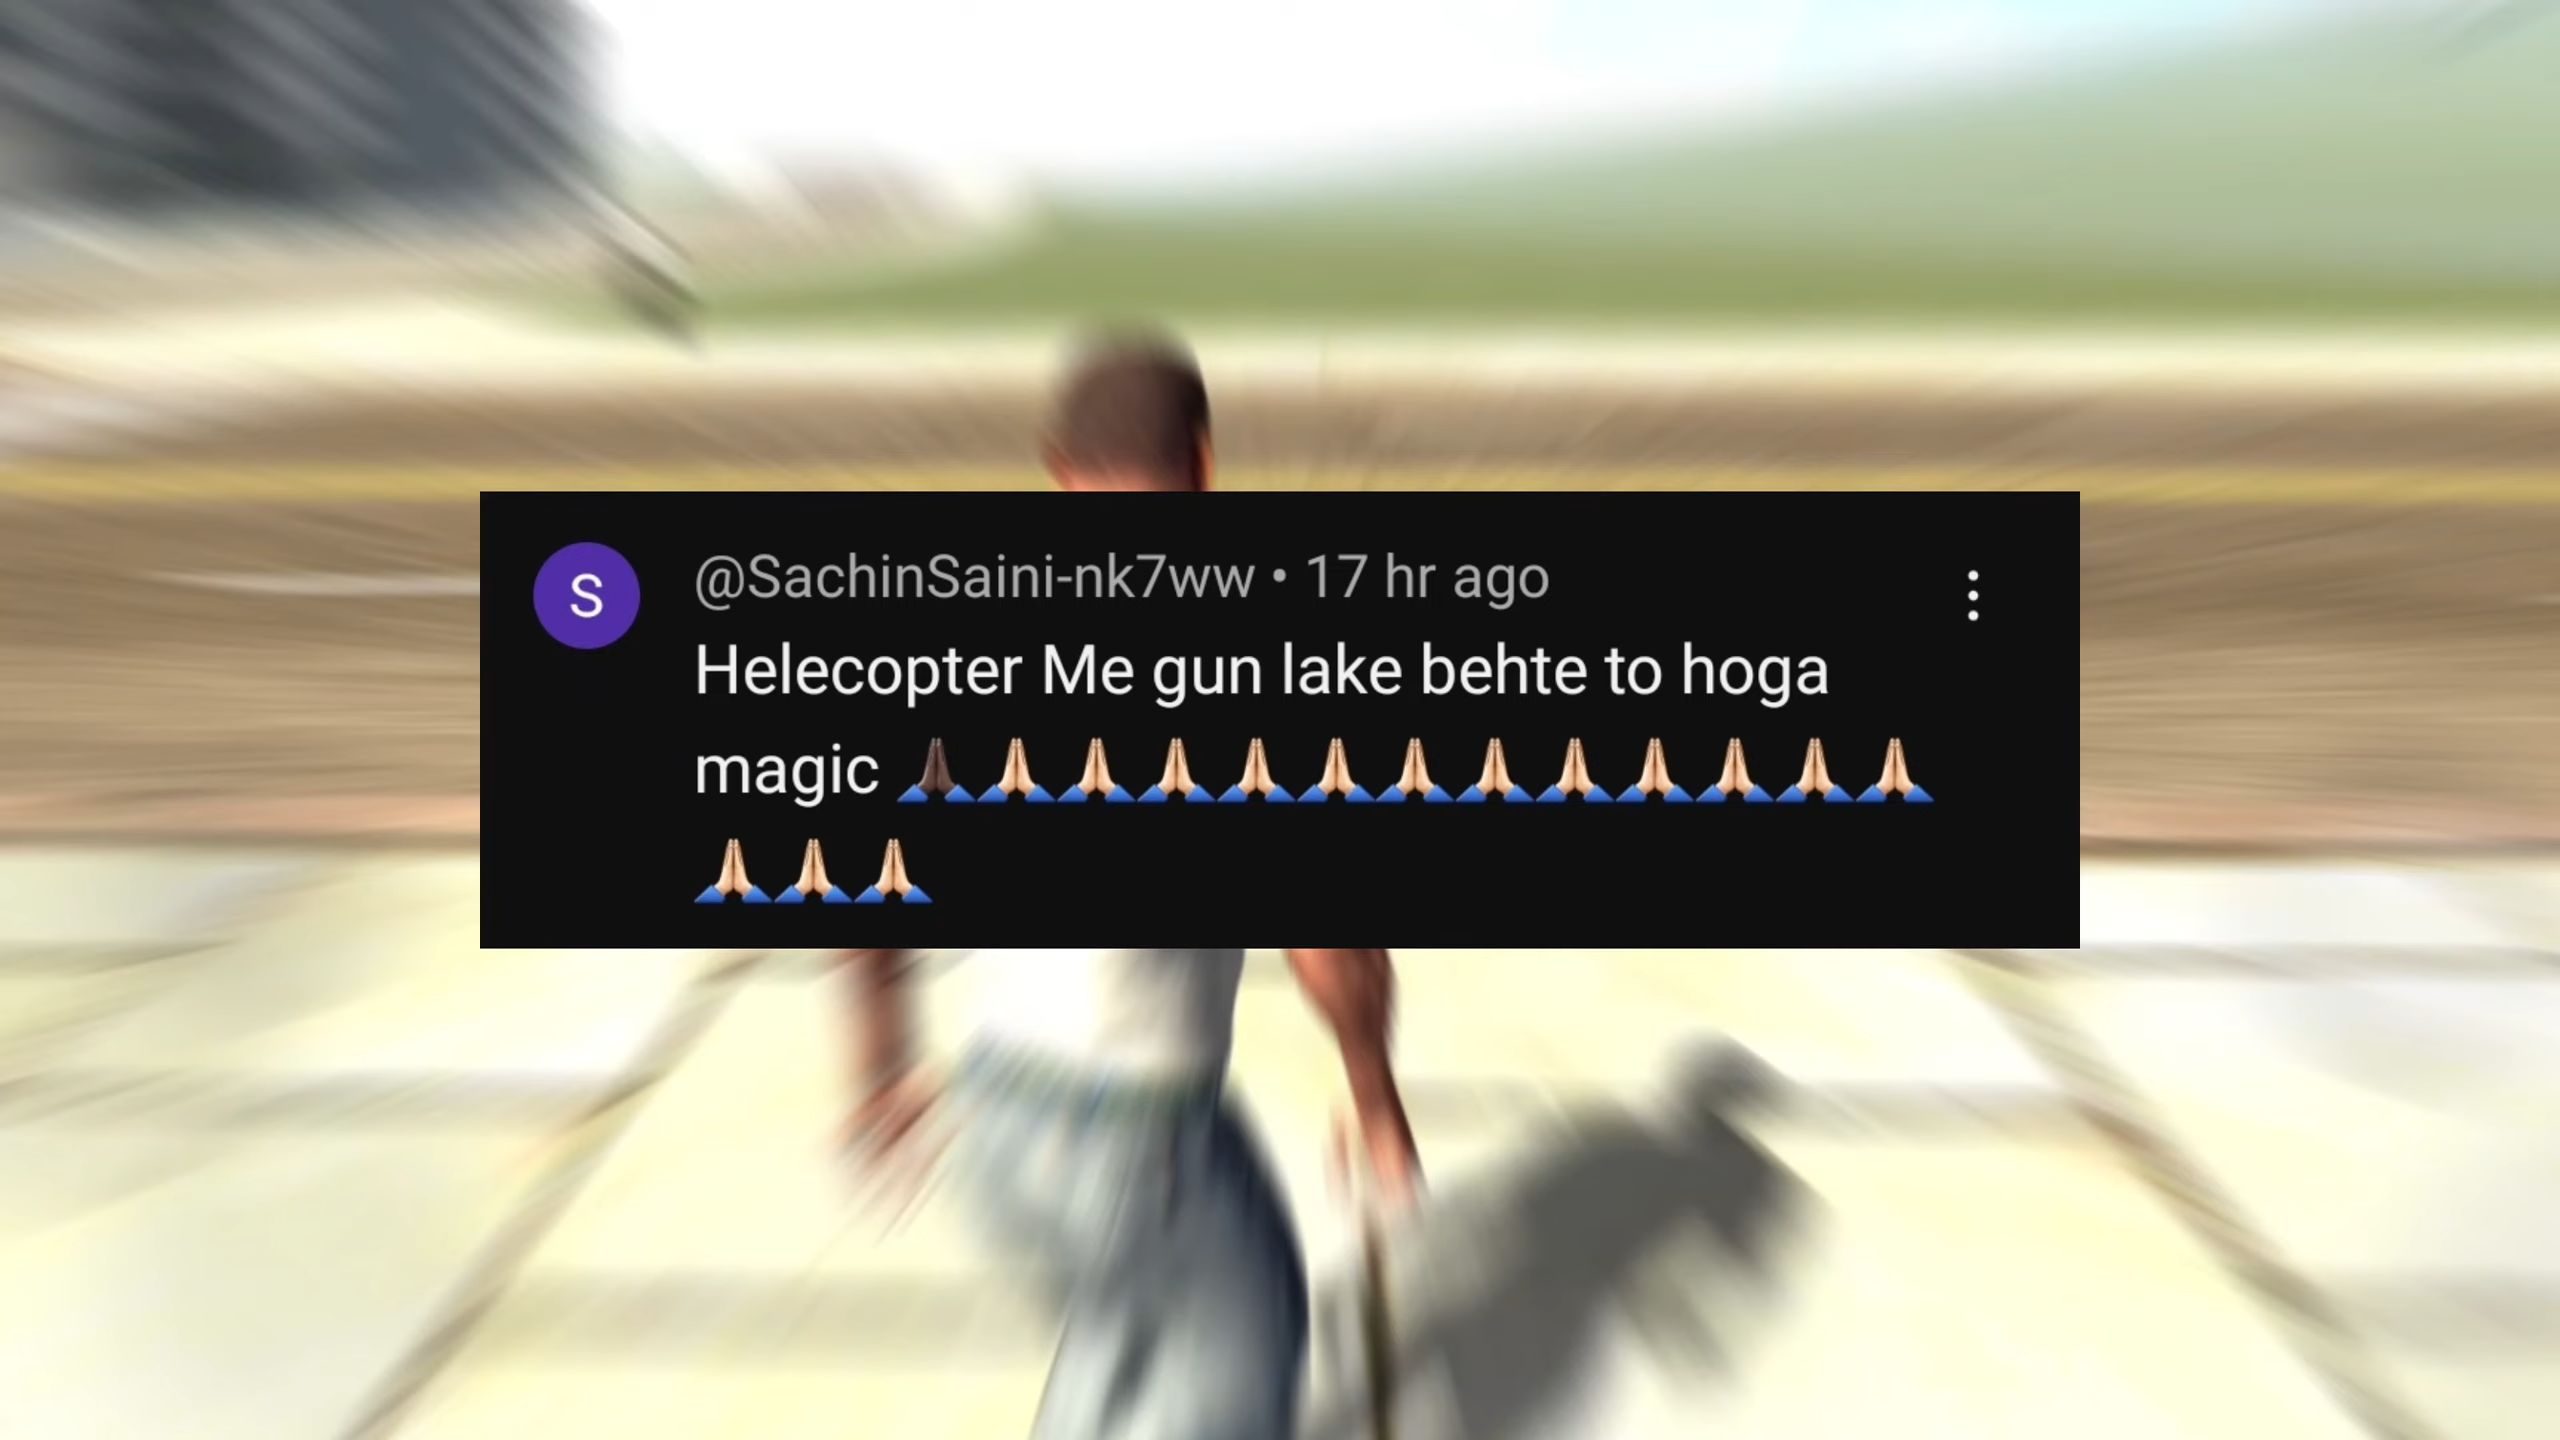 S
@SachinSaini-nk7ww • 17 hr ago
Helecopter Me gun lake behte to hoga
magic 🙏🏿🙏🏻🙏🏻🙏🏻🙏🏻🙏🏻🙏🏻🙏🏻🙏🏻🙏🏻🙏🏻🙏🏻🙏🏻
🙏🏻🙏🏻🙏🏻